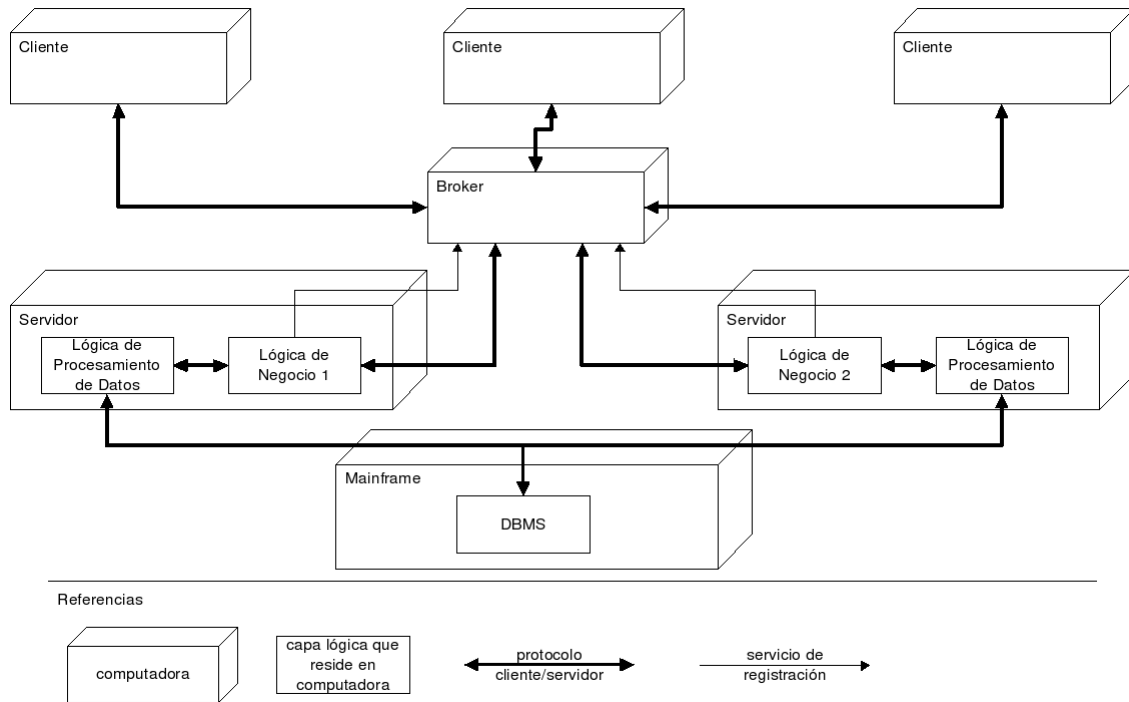 Cliente
Cliente
Cliente
Broker
Servidor
Lógica de
Procesamiento
de Datos
Lógica de
Negocio 1
Servidor
Lógica de
Negocio 2
Lógica de
Procesamiento
de Datos
Mainframe
DBMS
Referencias
computadora
capa lógica que
reside en
computadora
protocolo
cliente/servidor
servicio de
registración